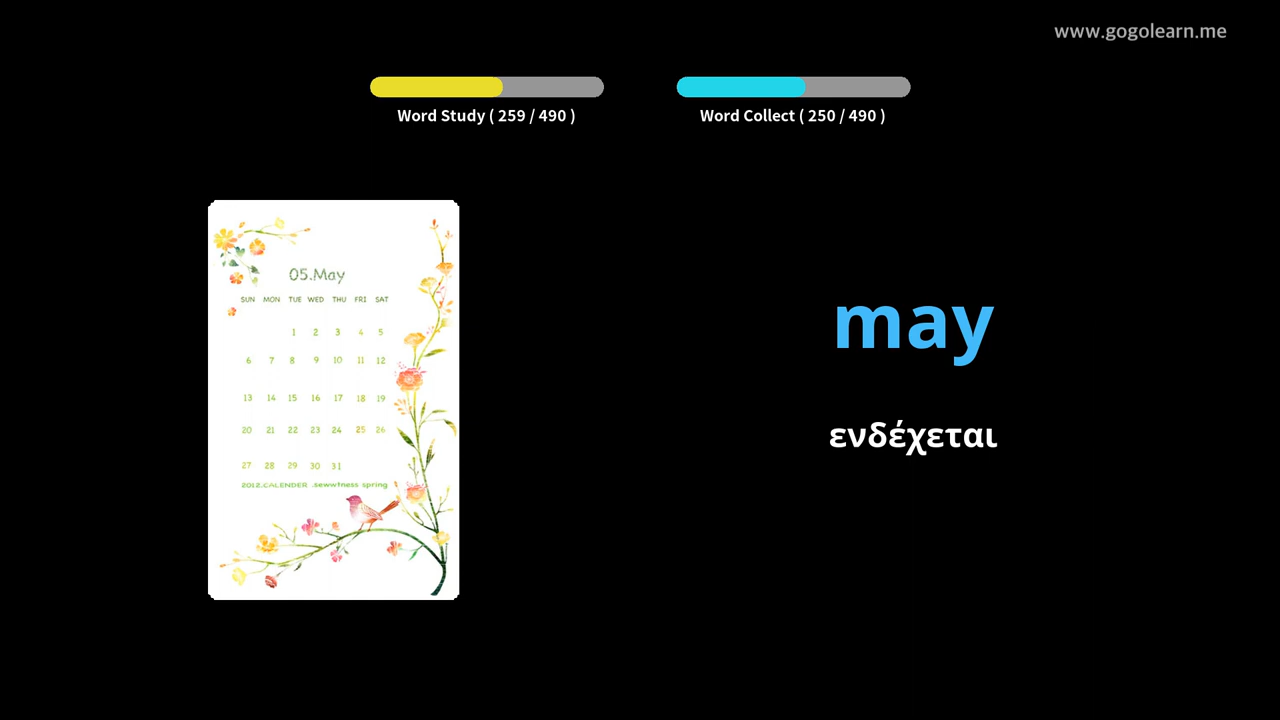 www.gogolearn.me
Word Study ( 259 / 490 )
Word Collect ( 250 / 490 )
05.May
SUN MON TUE WED THU FRI SAT
1 2 3 4 5
6 7 8 9 10 11 12
13 14 15 16 17 18 19
20 21 22 23 24 25 26
27 28 29 30 31
2012.CALENDER .sewwtness spring
may
ενδέχεται